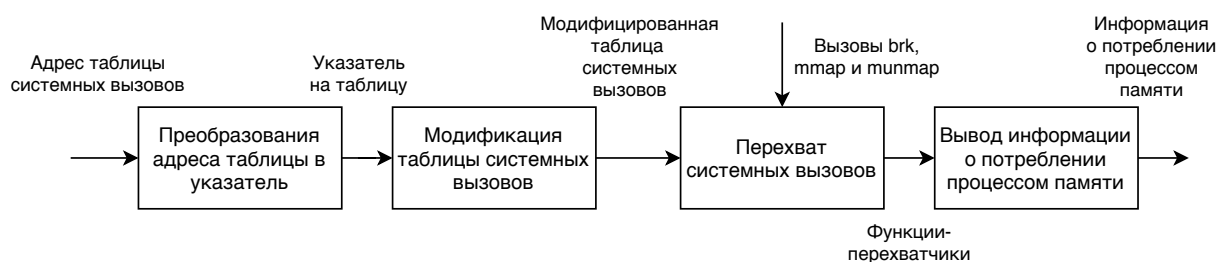 Адрес таблицы
системных вызовов
Преобразования
адреса таблицы в
указатель
Указатель
на таблицу
Модификация
таблицы системных
вызовов
Модифицированная
таблица
системных
вызовов
Вызовы brk,
mmap и munmap
Перехват
системных вызовов
Функции-
перехватчики
Вывод информации
о потреблении
процессом памяти
Информация
о потреблении
процессом
памяти